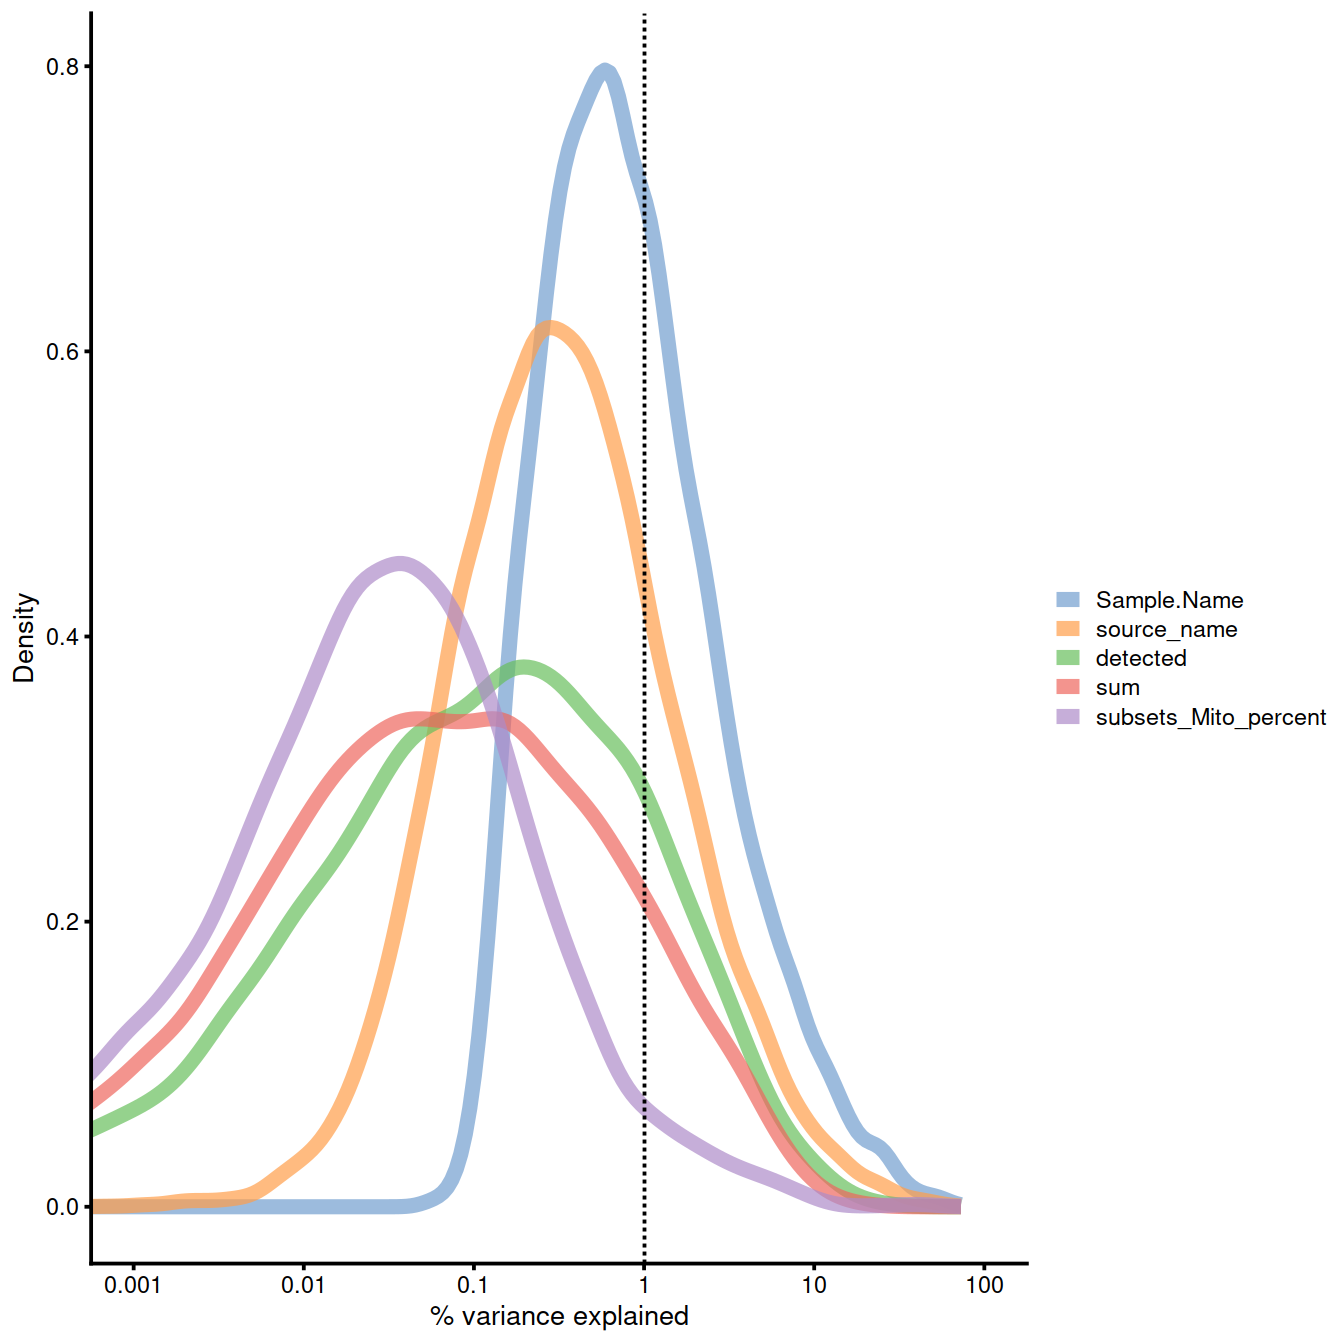 0.8
0.6
0.4
0.2
0.0
Density
0.001
0.01
0.1
1
10
100
% variance explained
Sample.Name
source_name
detected
sum
subsets_Mito_percent